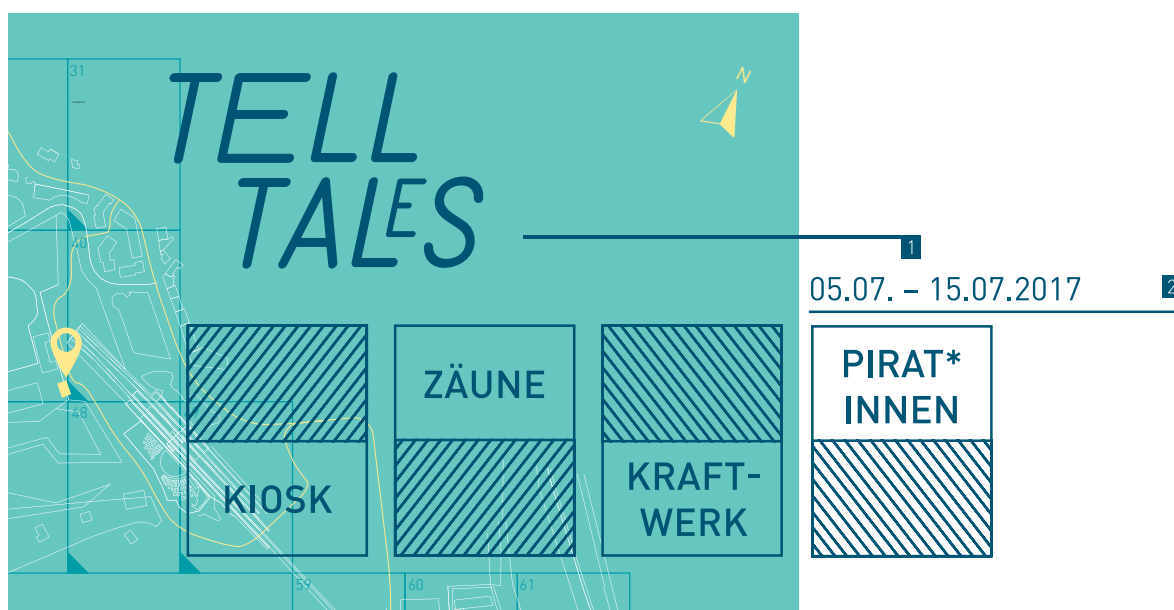 31
TELL
TALES
N
40
1
05.07. – 15.07.2017
2
ZÄUNE
PIRAT*
INNEN
48
KIOSK
KRAFT-
WERK
59
60
61